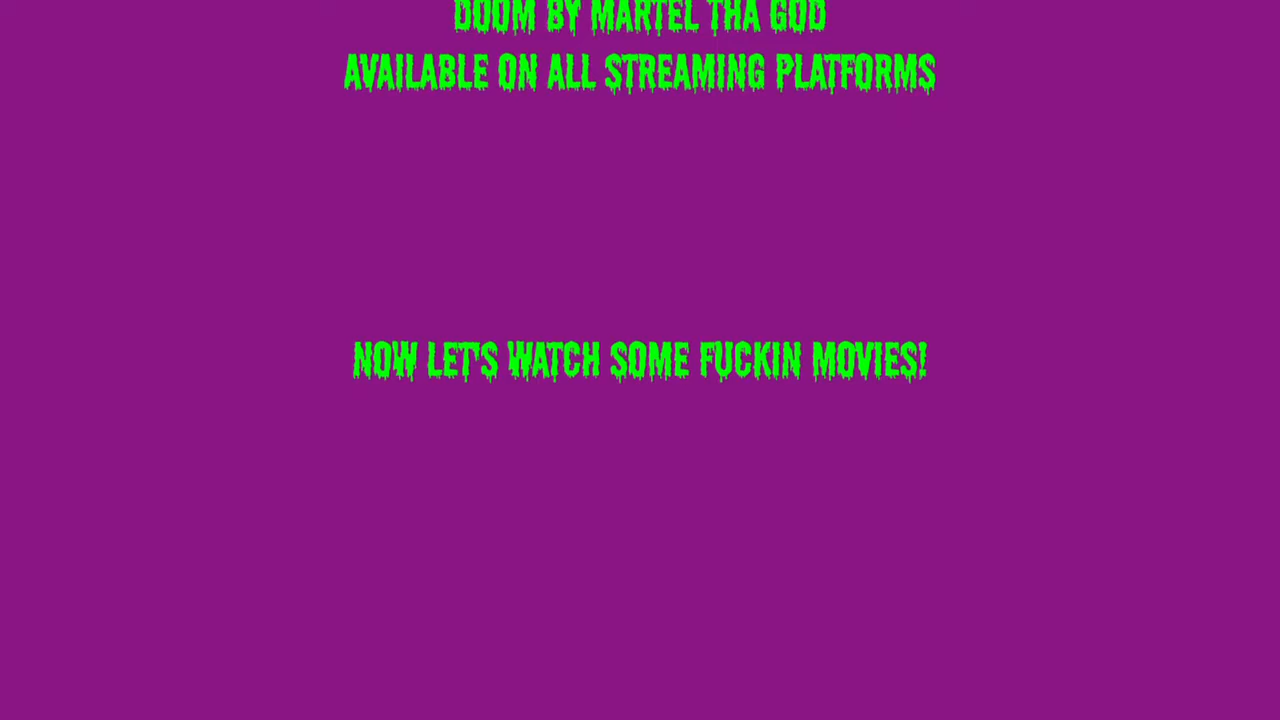 DOOM BY MARTEL THA GOD
AVAILABLE ON ALL STREAMING PLATFORMS
NOW LET'S WATCH SOME FUCKIN MOVIES!